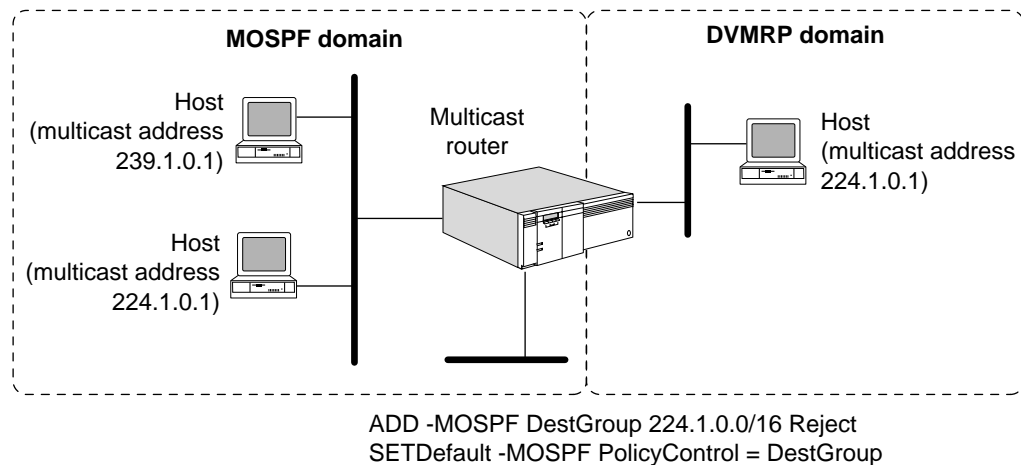 MOSPF domain
DVMRP domain
Host
(multicast address
239.1.0.1)
Multicast
router
Host
(multicast address
224.1.0.1)
Host
(multicast address
224.1.0.1)
ADD -MOSPF DestGroup 224.1.0.0/16 Reject
SETDefault -MOSPF PolicyControl = DestGroup